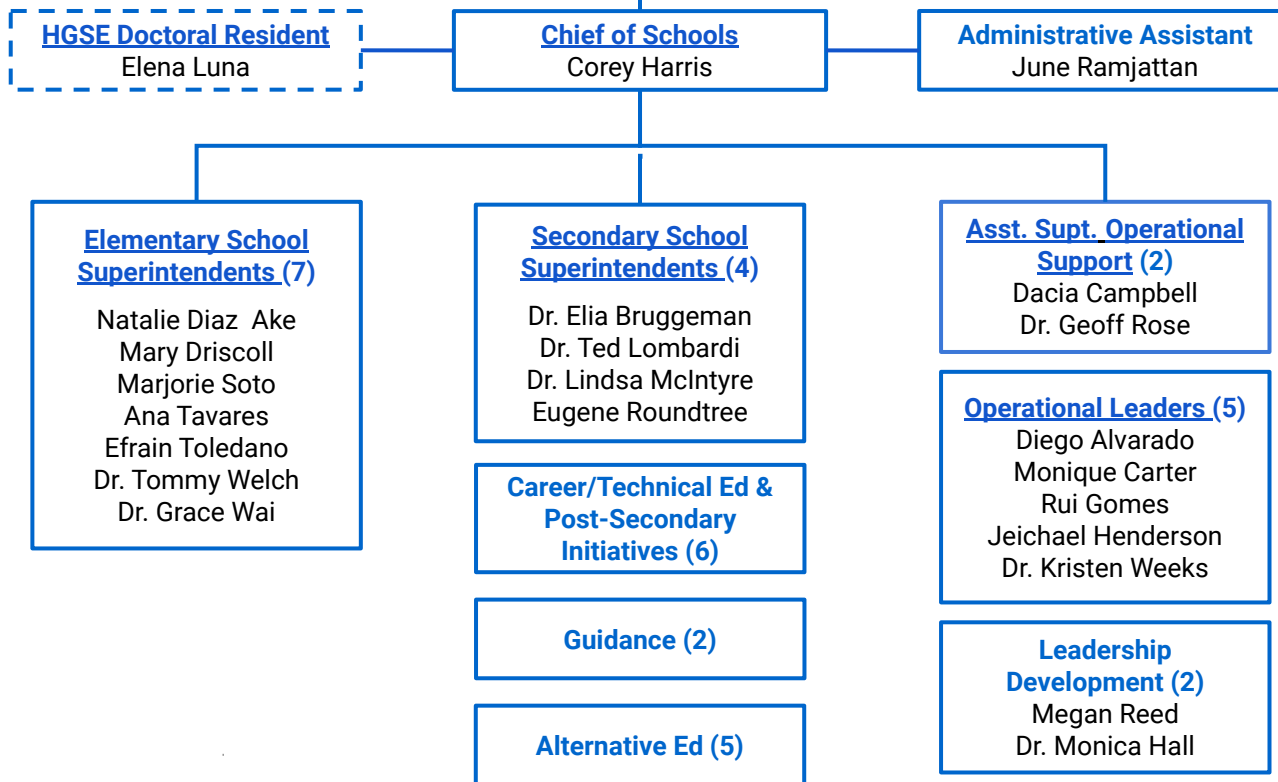 HGSE Doctoral Resident
Elena Luna
Chief of Schools
Corey Harris
Administrative Assistant
June Ramjattan
Elementary School
Superintendents (7)
Natalie Diaz  Ake
Mary Driscoll
Marjorie Soto
Ana Tavares
Efrain Toledano
Dr. Tommy Welch
Dr. Grace Wai
Secondary School
Superintendents (4)
Dr. Elia Bruggeman
Dr. Ted Lombardi
Dr. Lindsa McIntyre
Eugene Roundtree
Career/Technical Ed &
Post-Secondary
Initiatives (6)
Guidance (2)
Alternative Ed (5)
Asst. Supt. Operational
Support (2)
Dacia Campbell
Dr. Geoff Rose
Operational Leaders (5)
Diego Alvarado
Monique Carter
Rui Gomes
Jeichael Henderson
Dr. Kristen Weeks
Leadership
Development (2)
Megan Reed
Dr. Monica Hall